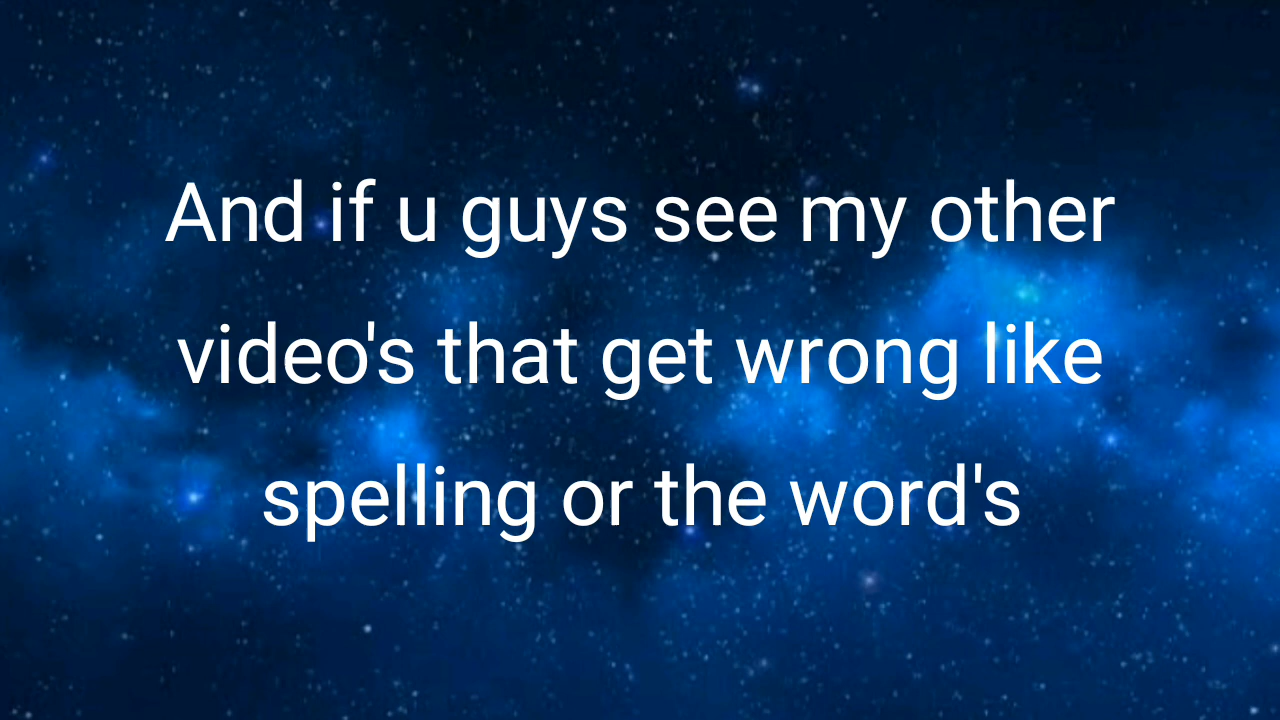 And if u guys see my other
video's that get wrong like
spelling or the word's